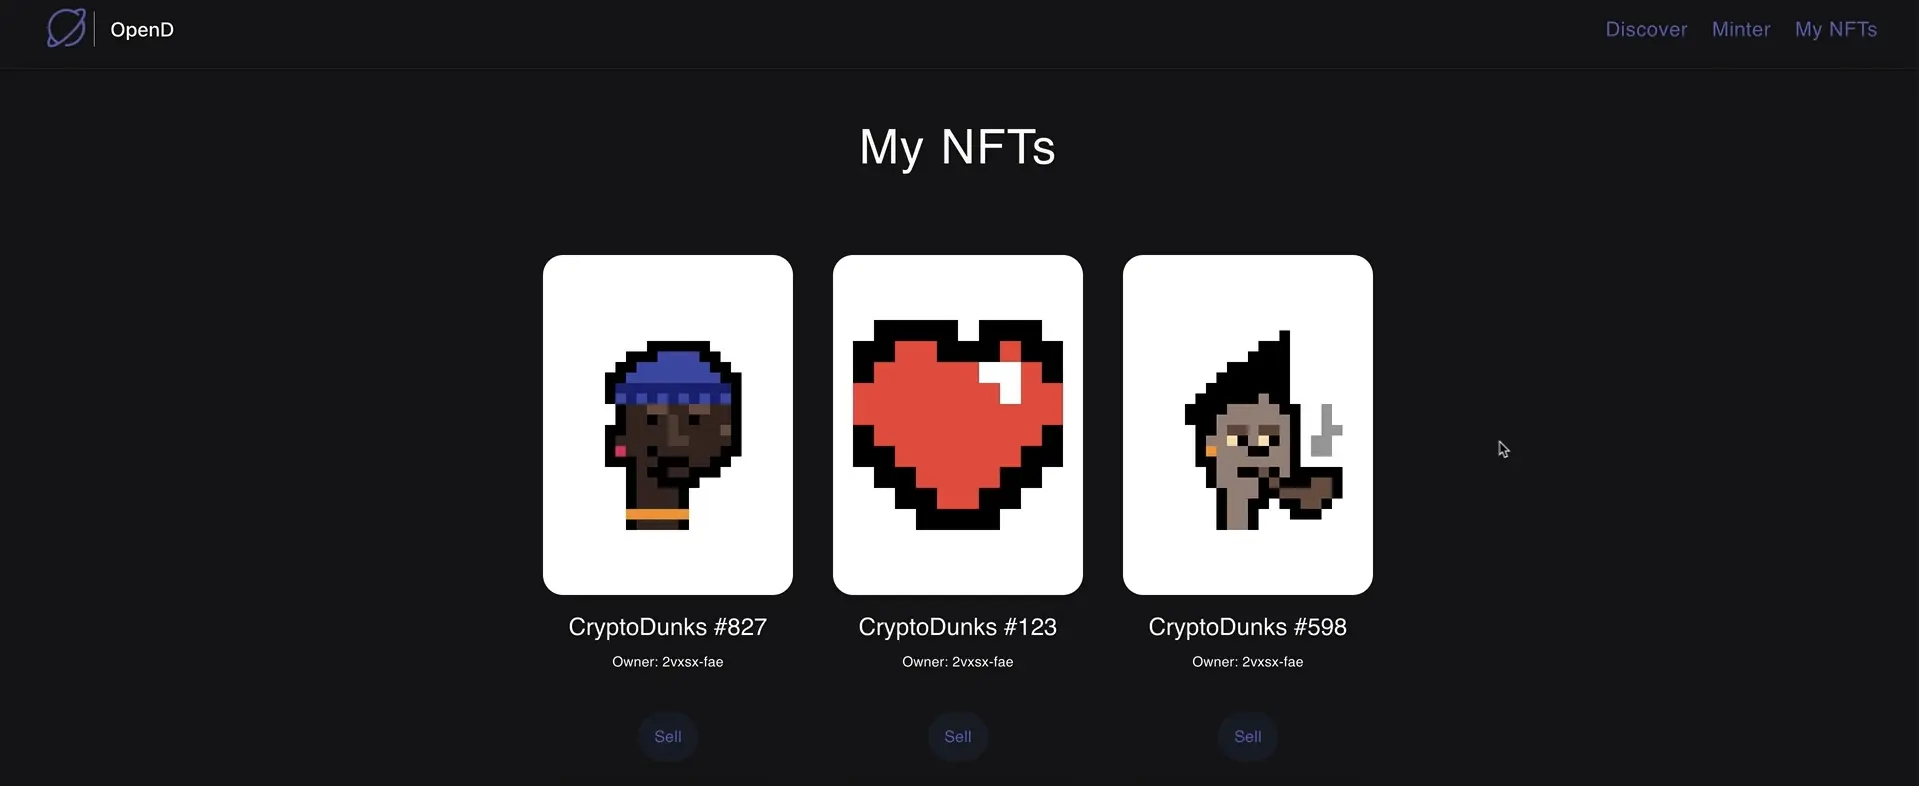 OpenD
Discover Minter My NFTs
My NFTs
CryptoDunks #827
Owner: 2vxsx-fae
Sell
CryptoDunks #123
Owner: 2vxsx-fae
Sell
CryptoDunks #598
Owner: 2vxsx-fae
Sell